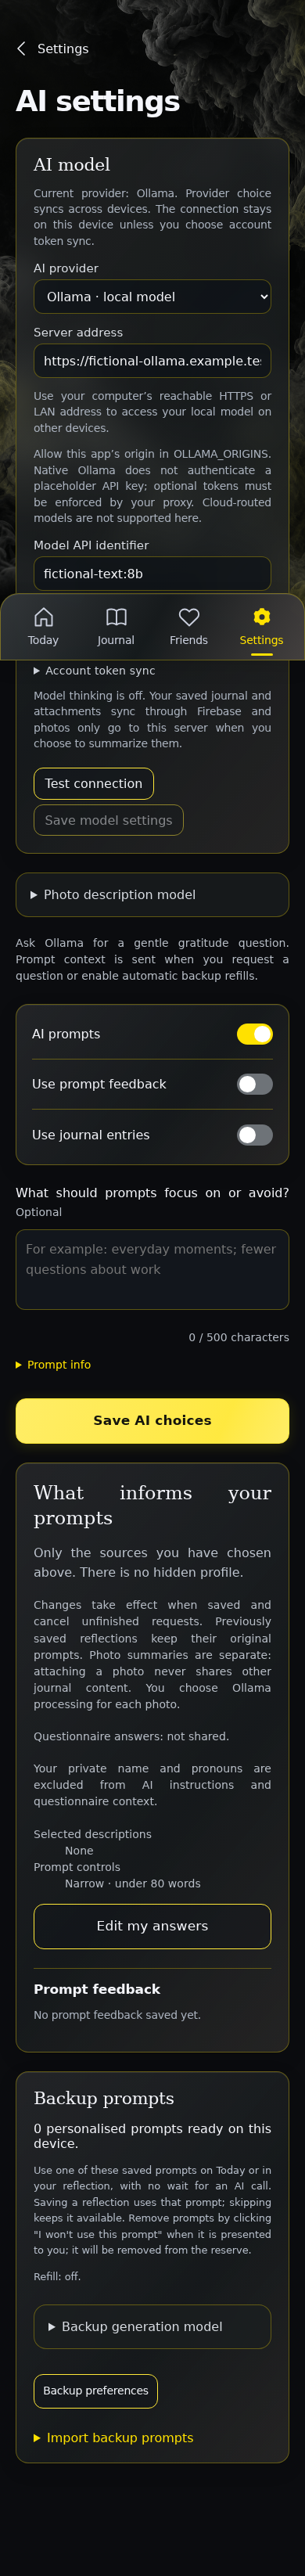 Settings
AI settings
AI model
Current provider: Ollama. Provider choice
syncs across devices. The connection stays
on this device unless you choose account
token sync.
AI provider
Ollama · local model
Server address
https://fictional-ollama.example.te
Use your computer’s reachable HTTPS or
LAN address to access your local model on
other devices.
Allow this app’s origin in OLLAMA_ORIGINS.
Native Ollama does not authenticate a
placeholder API key; optional tokens must
be enforced by your proxy. Cloud-routed
models are not supported here.
Model API identifier
fictional-text:8b
Today
Journal
Friends
Settings
Account token sync
Model thinking is off. Your saved journal and
attachments sync through Firebase and
photos only go to this server when you
choose to summarize them.
Test connection
Save model settings
Photo description model
Ask Ollama for a gentle gratitude question.
Prompt context is sent when you request a
question or enable automatic backup refills.
AI prompts
Use prompt feedback
Use journal entries
What should prompts focus on or avoid?
Optional
For example: everyday moments; fewer
questions about work
0 / 500 characters
Prompt info
Save AI choices
What informs your
prompts
Only the sources you have chosen
above. There is no hidden profile.
Changes take effect when saved and
cancel unfinished requests. Previously
saved reflections keep their original
prompts. Photo summaries are separate:
attaching a photo never shares other
journal content. You choose Ollama
processing for each photo.
Questionnaire answers: not shared.
Your private name and pronouns are
excluded from AI instructions and
questionnaire context.
Selected descriptions
None
Prompt controls
Narrow · under 80 words
Edit my answers
Prompt feedback
No prompt feedback saved yet.
Backup prompts
0 personalised prompts ready on this
device.
Use one of these saved prompts on Today or in
your reflection, with no wait for an AI call.
Saving a reflection uses that prompt; skipping
keeps it available. Remove prompts by clicking
"I won't use this prompt" when it is presented
to you; it will be removed from the reserve.
Refill: off.
Backup generation model
Backup preferences
Import backup prompts